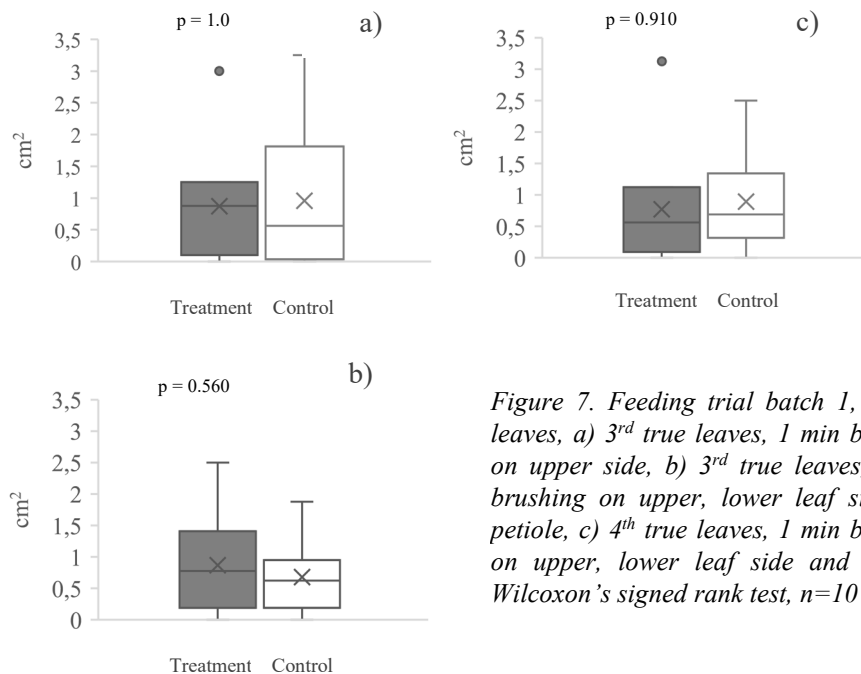 p = 1.0
a)
3,5
3
2,5
2
1,5
1
0,5
0
cm²
Treatment Control
p = 0.910
c)
3,5
3
2,5
2
1,5
1
0,5
0
cm²
Treatment Control
p = 0.560
b)
3,5
3
2,5
2
1,5
1
0,5
0
cm²
Treatment Control
Figure 7. Feeding trial batch 1,
leaves, a) 3rd true leaves, 1 min b
on upper side, b) 3rd true leaves,
brushing on upper, lower leaf si
petiole, c) 4th true leaves, 1 min b
on upper, lower leaf side and
Wilcoxon's signed rank test, n=10